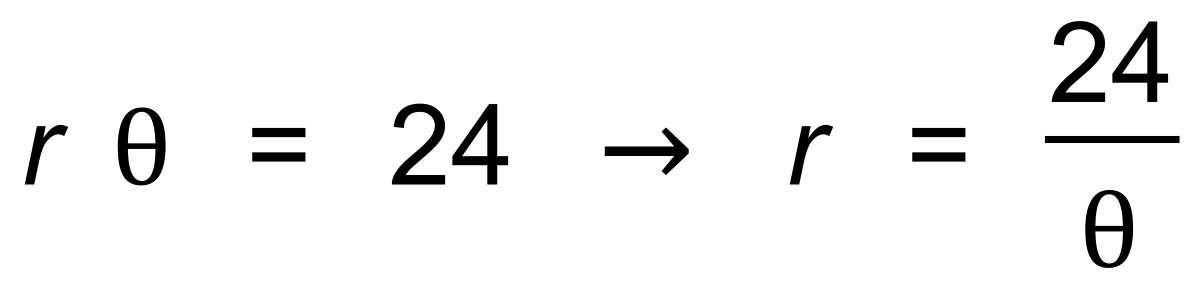 r θ = 24 → r = 24/θ